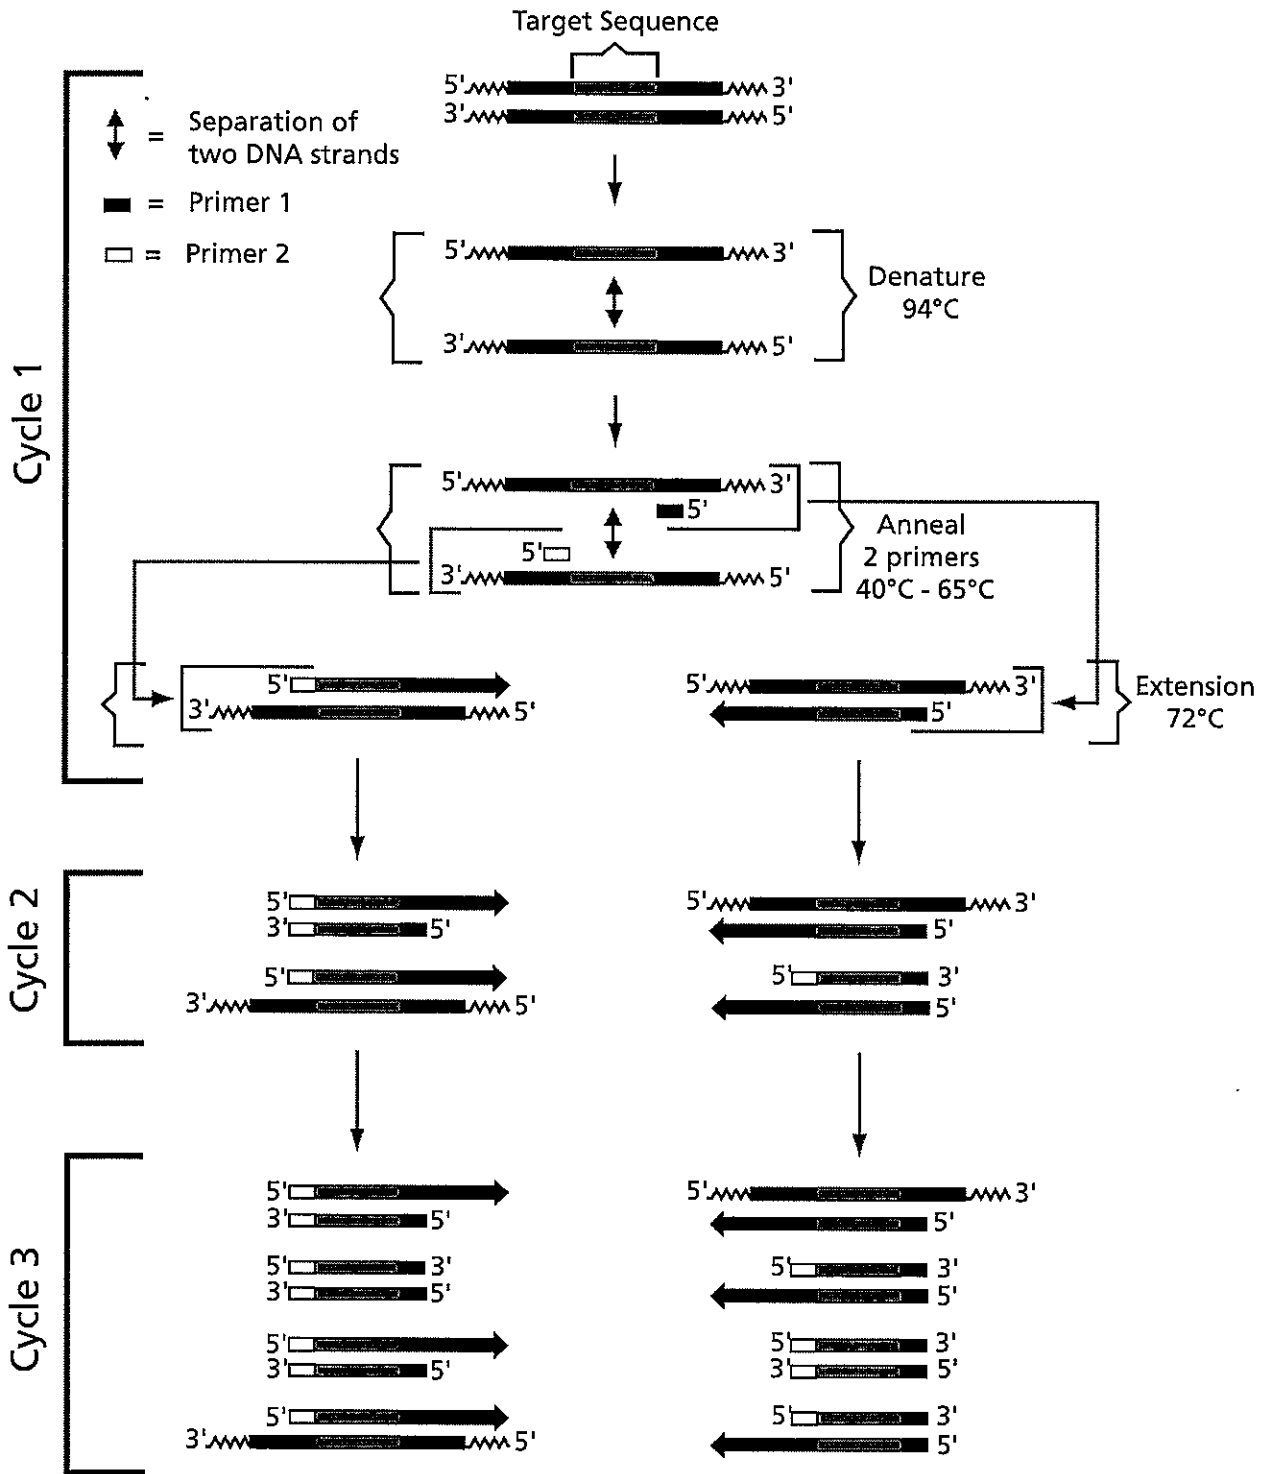 Target Sequence
5' 3'
3' 5'
= Separation of
two DNA strands
= Primer 1
= Primer 2
5' 3'
Denature
94°C
3' 5'
Cycle 1
5' 3'
5'
Anneal
2 primers
40°C - 65°C
5'
3' 5'
5'
3' 5'
5' 3'
5'
Extension
72°C
Cycle 2
5'
3' 5'
5'
3' 5'
5' 3'
5'
5' 3'
5'
Cycle 3
5'
3' 5'
5' 3'
3' 5'
5'
3' 5'
5'
3' 5'
5' 3'
5'
5' 3'
5'
5' 3'
3' 5'
5' 3'
5'